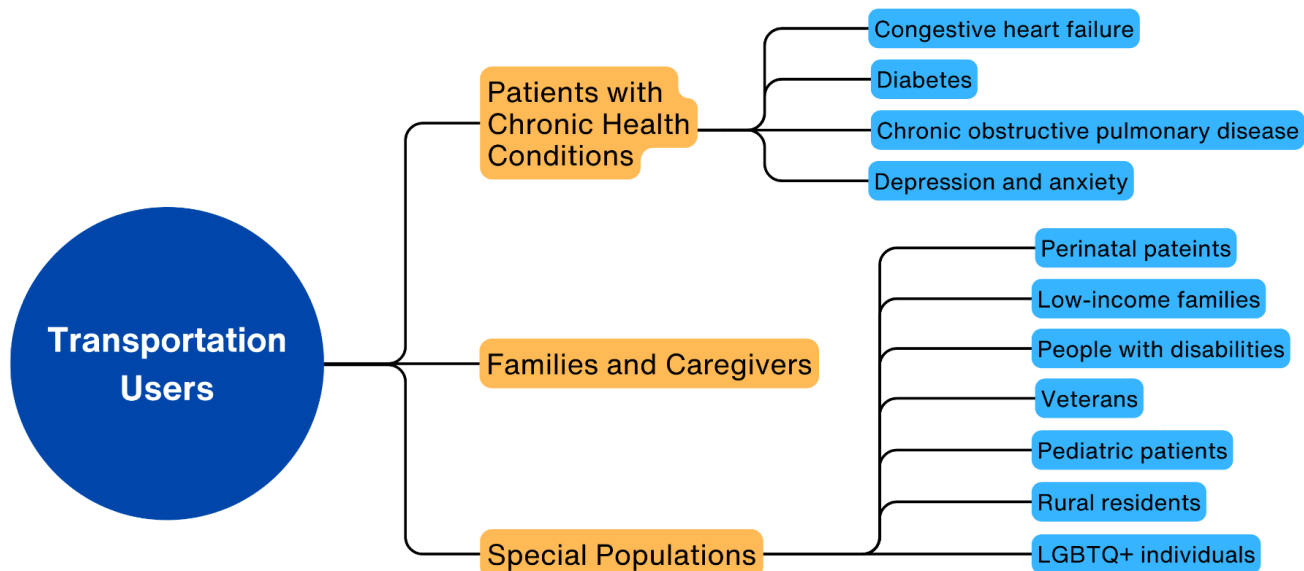 Transportation
Users
Patients with
Chronic Health
Conditions
Congestive heart failure
Diabetes
Chronic obstructive pulmonary disease
Depression and anxiety
Families and Caregivers
Special Populations
Perinatal pateints
Low-income families
People with disabilities
Veterans
Pediatric patients
Rural residents
LGBTQ+ individuals